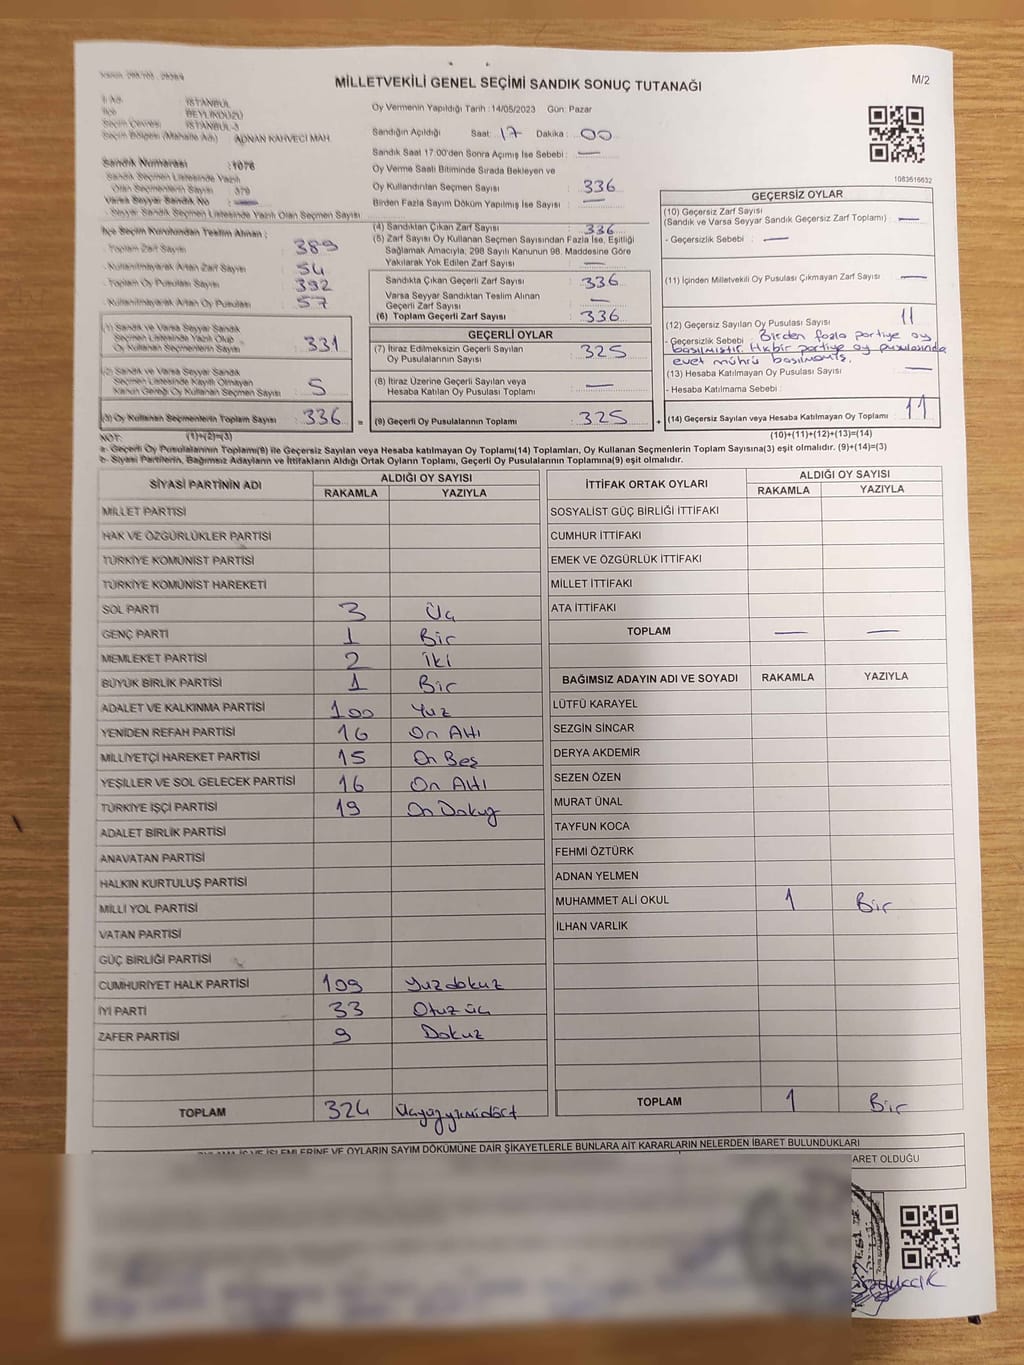 MİLLETVEKİLİ GENEL SEÇİMİ SANDIK SONUÇ TUTANAĞI
M/2
İl Adı : İSTANBUL
İlçe : BEYLİKDÜZÜ
Seçim Çevresi : İSTANBUL-3
Seçim Bölgesi (Mahalle Adı) : ADNAN KAHVECİ MAH.
Sandık Numarası : 1076
Sandık Seçmen Listesinde Yazılı
Olan Seçmenlerin Sayısı : 379
Varsa Seyyar Sandık No —
Seyyar Sandık Seçmen Listesinde Yazılı Olan Seçmen Sayısı
İlçe Seçim Kurulundan Teslim Alınan ;
- Toplam Zarf Sayısı : 389
- Kullanılmayarak Artan Zarf Sayısı : 54
- Toplam Oy Pusulası Sayısı : 392
- Kullanılmayarak Artan Oy Pusulası : 57
(1) Sandık ve Varsa Seyyar Sandık
Seçmen Listesinde Yazılı Olup
Oy Kullanan Seçmenlerin Sayısı : 331
(2) Sandık ve Varsa Seyyar Sandık
Seçmen Listesinde Kayıtlı Olmayan
Kanun Gereği Oy Kullanan Seçmen Sayısı : 5
(3) Oy Kullanan Seçmenlerin Toplam Sayısı : 336
(1)+(2)=(3)
Oy Vermenin Yapıldığı Tarih : 14/05/2023 Gün: Pazar
Sandığın Açıldığı Saat : 17 Dakika : 00
Sandık Saat 17.00'den Sonra Açılmış İse Sebebi : —
Oy Verme Saati Bitiminde Sırada Bekleyen ve
Oy Kullandırılan Seçmen Sayısı : 336
Birden Fazla Sayım Döküm Yapılmış İse Sayısı : —
(4) Sandıktan Çıkan Zarf Sayısı : 336
(5) Zarf Sayısı Oy Kullanan Seçmen Sayısından Fazla İse, Eşitliği
Sağlamak Amacıyla, 298 Sayılı Kanunun 98. Maddesine Göre
Yakılarak Yok Edilen Zarf Sayısı : —
Sandıkta Çıkan Geçerli Zarf Sayısı : 336
Varsa Seyyar Sandıktan Teslim Alınan
Geçerli Zarf Sayısı : —
(6) Toplam Geçerli Zarf Sayısı : 336
GEÇERLİ OYLAR
(7) İtiraz Edilmeksizin Geçerli Sayılan
Oy Pusulalarının Sayısı : 325
(8) İtiraz Üzerine Geçerli Sayılan veya
Hesaba Katılan Oy Pusulası Toplamı : —
= (9) Geçerli Oy Pusulalarının Toplamı : 325
1083616632
GEÇERSİZ OYLAR
(10) Geçersiz Zarf Sayısı
(Sandık ve Varsa Seyyar Sandık Geçersiz Zarf Toplamı) : —
- Geçersizlik Sebebi : —
(11) İçinden Milletvekili Oy Pusulası Çıkmayan Zarf Sayısı : —
(12) Geçersiz Sayılan Oy Pusulası Sayısı : 11
- Geçersizlik Sebebi : Birden fazla partiye oy
basılmıştır. Hiçbir partiye oy pusulasında
evet mührü basılmamış.
(13) Hesaba Katılmayan Oy Pusulası Sayısı : —
- Hesaba Katılmama Sebebi :
+ (14) Geçersiz Sayılan veya Hesaba Katılmayan Oy Toplamı : 11
(10)+(11)+(12)+(13)=(14)
NOT:
a- Geçerli Oy Pusulalarının Toplamı(9) ile Geçersiz Sayılan veya Hesaba katılmayan Oy Toplamı(14) Toplamları, Oy Kullanan Seçmenlerin Toplam Sayısına(3) eşit olmalıdır. (9)+(14)=(3)
b- Siyasi Partilerin, Bağımsız Adayların ve İttifakların Aldığı Ortak Oyların Toplamı, Geçerli Oy Pusulalarının Toplamına(9) eşit olmalıdır.
SİYASİ PARTİNİN ADI ALDIĞI OY SAYISI
RAKAMLA YAZIYLA
MİLLET PARTİSİ
HAK VE ÖZGÜRLÜKLER PARTİSİ
TÜRKİYE KOMÜNİST PARTİSİ
TÜRKİYE KOMÜNİST HAREKETİ
SOL PARTİ 3 Üç
GENÇ PARTİ 1 Bir
MEMLEKET PARTİSİ 2 İki
BÜYÜK BİRLİK PARTİSİ 1 Bir
ADALET VE KALKINMA PARTİSİ 100 Yuz
YENİDEN REFAH PARTİSİ 16 On Altı
MİLLİYETÇİ HAREKET PARTİSİ 15 On Beş
YEŞİLLER VE SOL GELECEK PARTİSİ 16 On Altı
TÜRKİYE İŞÇİ PARTİSİ 19 On Dokuz
ADALET BİRLİK PARTİSİ
ANAVATAN PARTİSİ
HALKIN KURTULUŞ PARTİSİ
MİLLİ YOL PARTİSİ
VATAN PARTİSİ
GÜÇ BİRLİĞİ PARTİSİ
CUMHURİYET HALK PARTİSİ 109 Yuzdokuz
İYİ PARTİ 33 Otuz üç
ZAFER PARTİSİ 9 Dokuz
TOPLAM 324 Üçyüzyirmidört
İTTİFAK ORTAK OYLARI ALDIĞI OY SAYISI
RAKAMLA YAZIYLA
SOSYALİST GÜÇ BİRLİĞİ İTTİFAKI
CUMHUR İTTİFAKI
EMEK VE ÖZGÜRLÜK İTTİFAKI
MİLLET İTTİFAKI
ATA İTTİFAKI
TOPLAM — —
BAĞIMSIZ ADAYIN ADI VE SOYADI RAKAMLA YAZIYLA
LÜTFÜ KARAYEL
SEZGİN SİNCAR
DERYA AKDEMİR
SEZEN ÖZEN
MURAT ÜNAL
TAYFUN KOCA
FEHMİ ÖZTÜRK
ADNAN YELMEN
MUHAMMET ALİ OKUL 1 Bir
İLHAN VARLIK
TOPLAM 1 Bir
İŞLEMLERİNE VE OYLARIN SAYIM DÖKÜMÜNE DAİR ŞİKAYETLERLE BUNLARA AİT KARARLARIN NELERDEN İBARET BULUNDUKLARI
ARET OLDUĞU